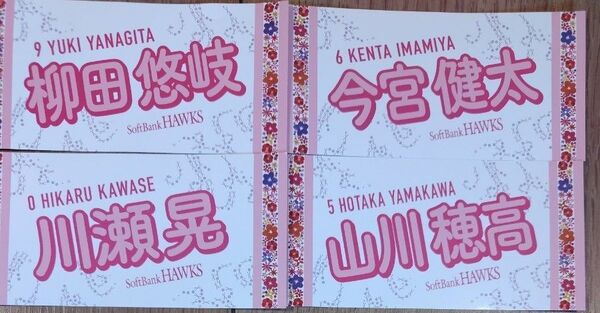 9 YUKI YANAGITA
柳田悠岐
SoftBank HAWKS
6 KENTA IMAMIYA
今宮健太
SoftBank HAWKS
0 HIKARU KAWASE
川瀬晃
SoftBank HAWKS
5 HOTAKA YAMAKAWA
山川穂高
SoftBank HAWKS